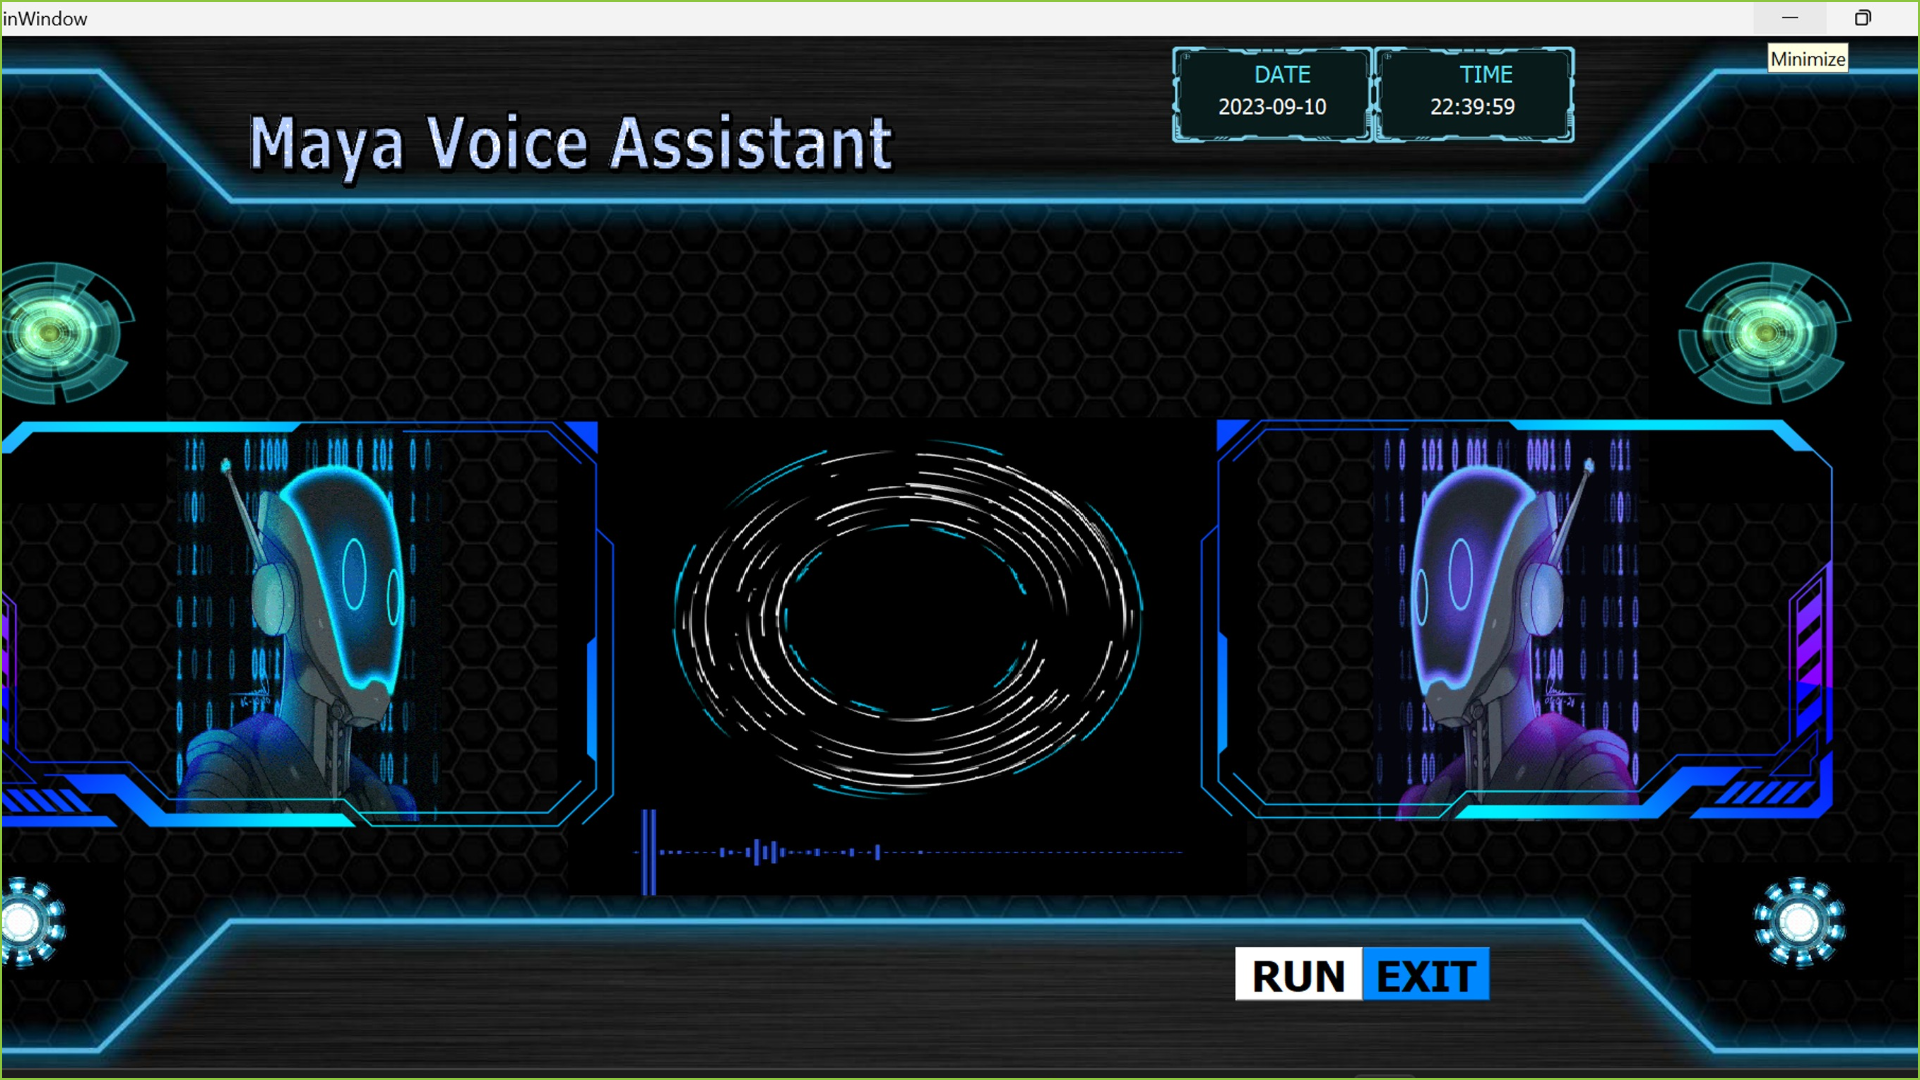 inWindow
Minimize
DATE
2023-09-10
TIME
22:39:59
Maya Voice Assistant
RUN
EXIT